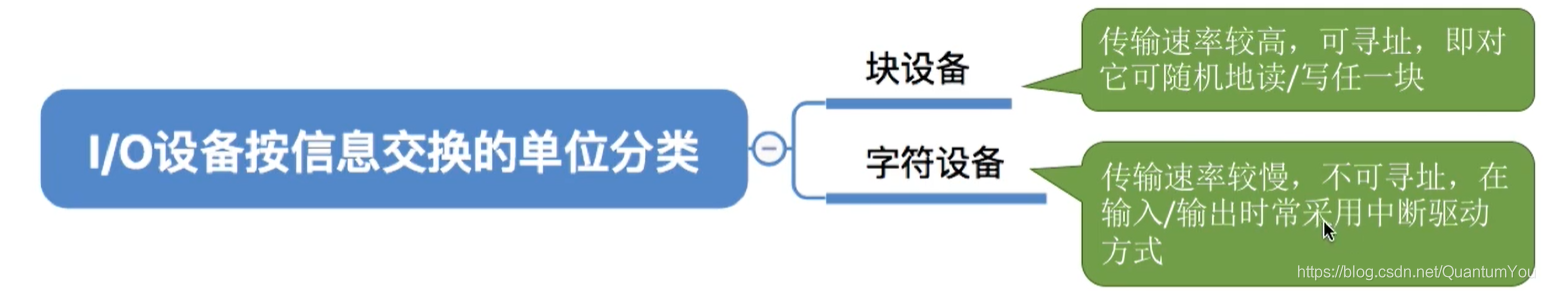 I/O设备按信息交换的单位分类
块设备
传输速率较高，可寻址，即对
它可随机地读/写任一块
字符设备
传输速率较慢，不可寻址，在
输入/输出时常采用中断驱动
方式
https://blog.csdn.net/QuantumYou